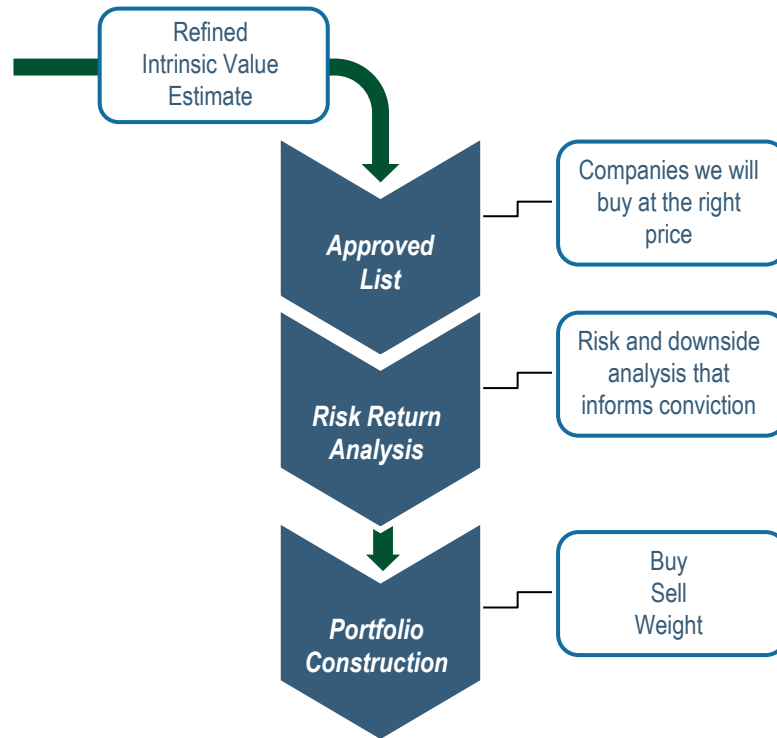 Refined
Intrinsic Value
Estimate
Approved
List
Companies we will
buy at the right
price
Risk Return
Analysis
Risk and downside
analysis that
informs conviction
Portfolio
Construction
Buy
Sell
Weight